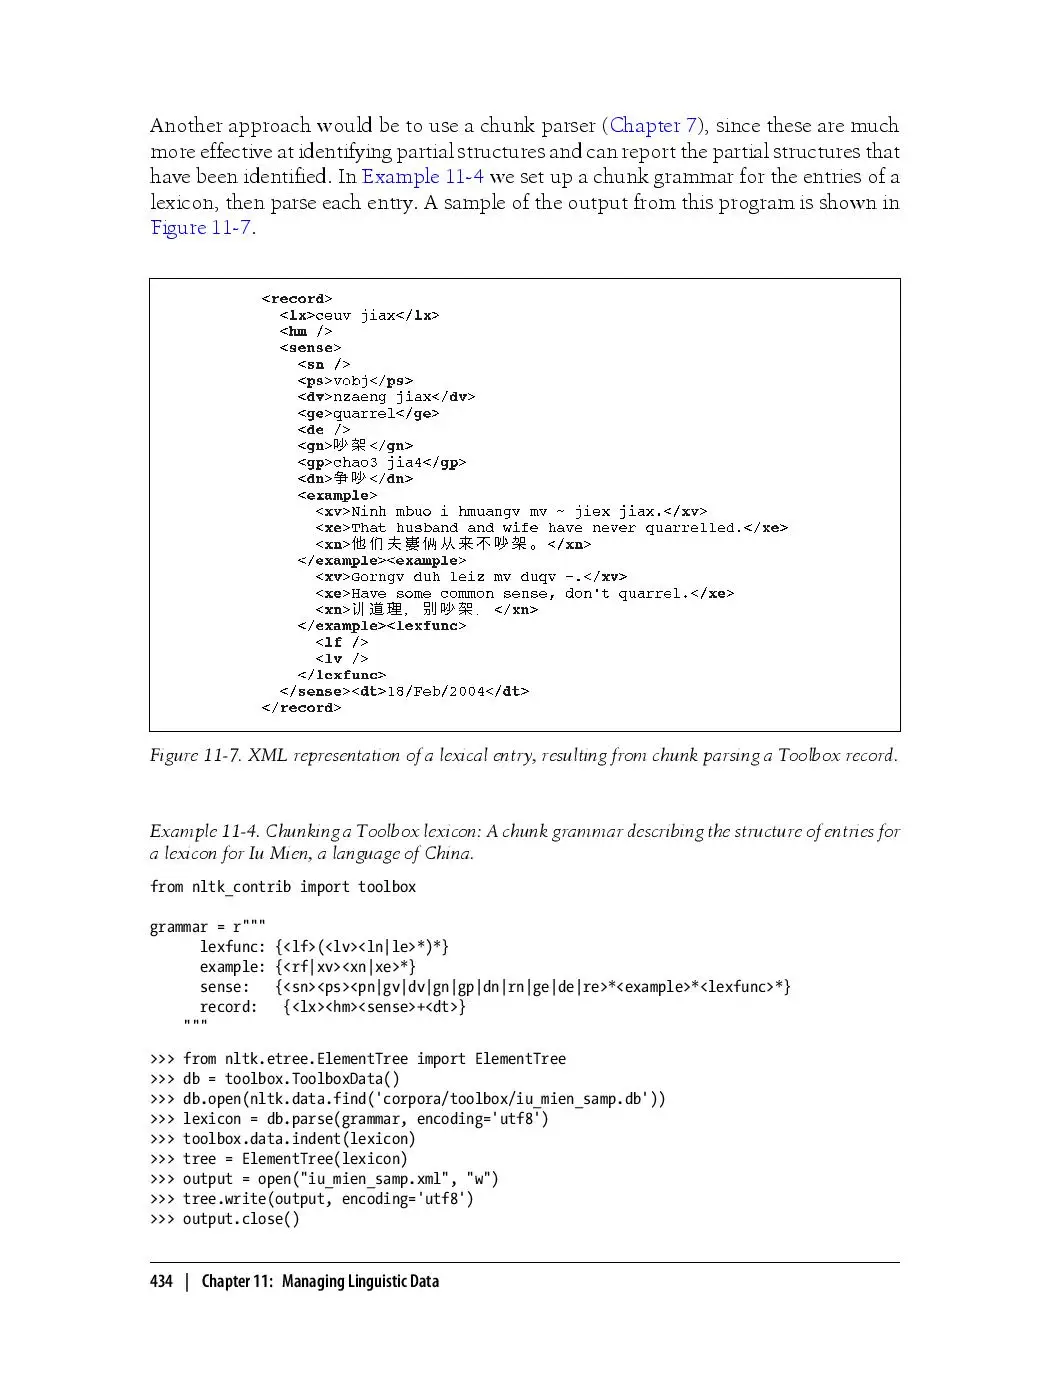 Another approach would be to use a chunk parser (Chapter 7), since these are much
more effective at identifying partial structures and can report the partial structures that
have been identified. In Example 11-4 we set up a chunk grammar for the entries of a
lexicon, then parse each entry. A sample of the output from this program is shown in
Figure 11-7.
<record>
<lx>ceuv jiax</lx>
<hm />
<sense>
<sn />
<ps>vobj</ps>
<dv>nzaeng jiax</dv>
<ge>quarrel</ge>
<de />
<gn>吵架</gn>
<gp>chao3 jia4</gp>
<dn>争吵</dn>
<example>
<xv>Ninh mbuo i hmuangv mv ~ jiex jiax.</xv>
<xe>That husband and wife have never quarrelled.</xe>
<xn>他们夫妻俩从来不吵架。</xn>
</example><example>
<xv>Gorngv duh leiz mv duqv ~.</xv>
<xe>Have some common sense, don't quarrel.</xe>
<xn>讲道理，别吵架．</xn>
</example><lexfunc>
<lf />
<lv />
</lexfunc>
</sense><dt>18/Feb/2004</dt>
</record>
Figure 11-7. XML representation of a lexical entry, resulting from chunk parsing a Toolbox record.
Example 11-4. Chunking a Toolbox lexicon: A chunk grammar describing the structure of entries for
a lexicon for Iu Mien, a language of China.
from nltk_contrib import toolbox
grammar = r"""
lexfunc: {<lf>(<lv><ln|le>*)*}
example: {<rf|xv><xn|xe>*}
sense: {<sn><ps><pn|gv|dv|gn|gp|dn|rn|ge|de|re>*<example>*<lexfunc>*}
record: {<lx><hm><sense>+<dt>}
"""
>>> from nltk.etree.ElementTree import ElementTree
>>> db = toolbox.ToolboxData()
>>> db.open(nltk.data.find('corpora/toolbox/iu_mien_samp.db'))
>>> lexicon = db.parse(grammar, encoding='utf8')
>>> toolbox.data.indent(lexicon)
>>> tree = ElementTree(lexicon)
>>> output = open("iu_mien_samp.xml", "w")
>>> tree.write(output, encoding='utf8')
>>> output.close()
434 | Chapter 11: Managing Linguistic Data